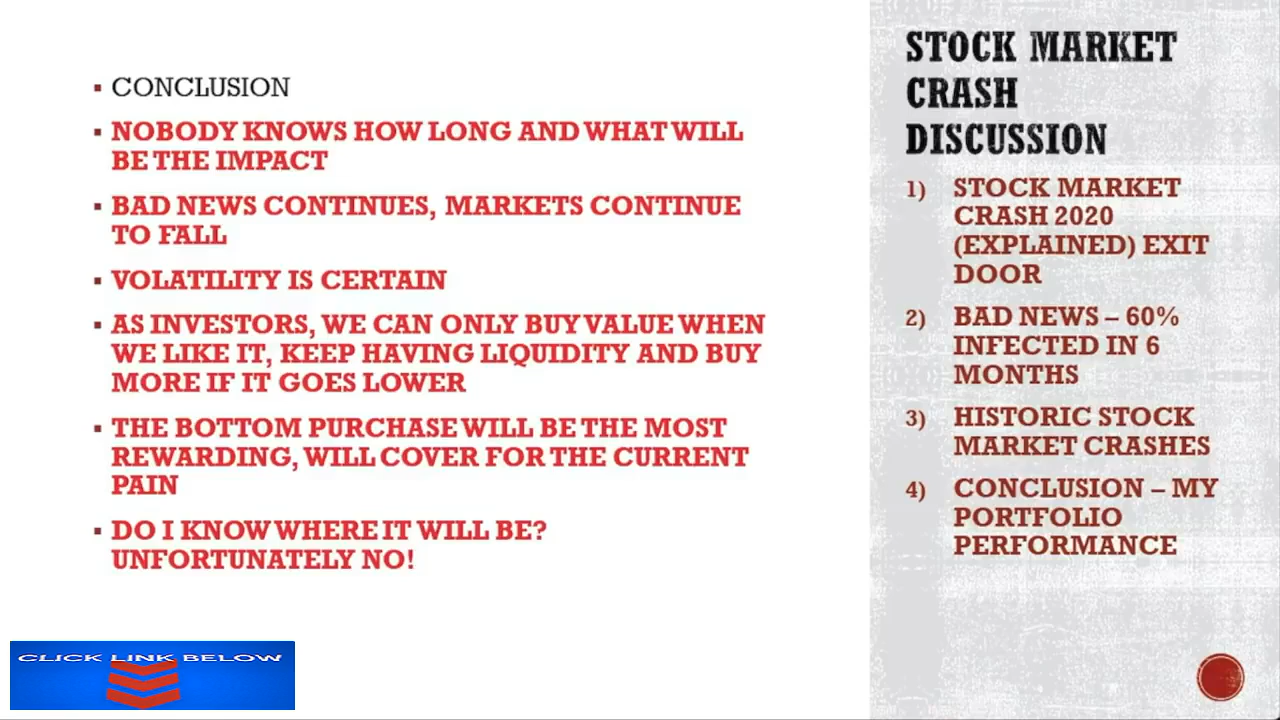 ▪ CONCLUSION
▪ NOBODY KNOWS HOW LONG AND WHAT WILL
BE THE IMPACT
▪ BAD NEWS CONTINUES, MARKETS CONTINUE
TO FALL
▪ VOLATILITY IS CERTAIN
▪ AS INVESTORS, WE CAN ONLY BUY VALUE WHEN
WE LIKE IT, KEEP HAVING LIQUIDITY AND BUY
MORE IF IT GOES LOWER
▪ THE BOTTOM PURCHASE WILL BE THE MOST
REWARDING, WILL COVER FOR THE CURRENT
PAIN
▪ DO I KNOW WHERE IT WILL BE?
UNFORTUNATELY NO!
CLICK LINK BELOW
STOCK MARKET
CRASH
DISCUSSION
1) STOCK MARKET
CRASH 2020
(EXPLAINED) EXIT
DOOR
2) BAD NEWS – 60%
INFECTED IN 6
MONTHS
3) HISTORIC STOCK
MARKET CRASHES
4) CONCLUSION – MY
PORTFOLIO
PERFORMANCE